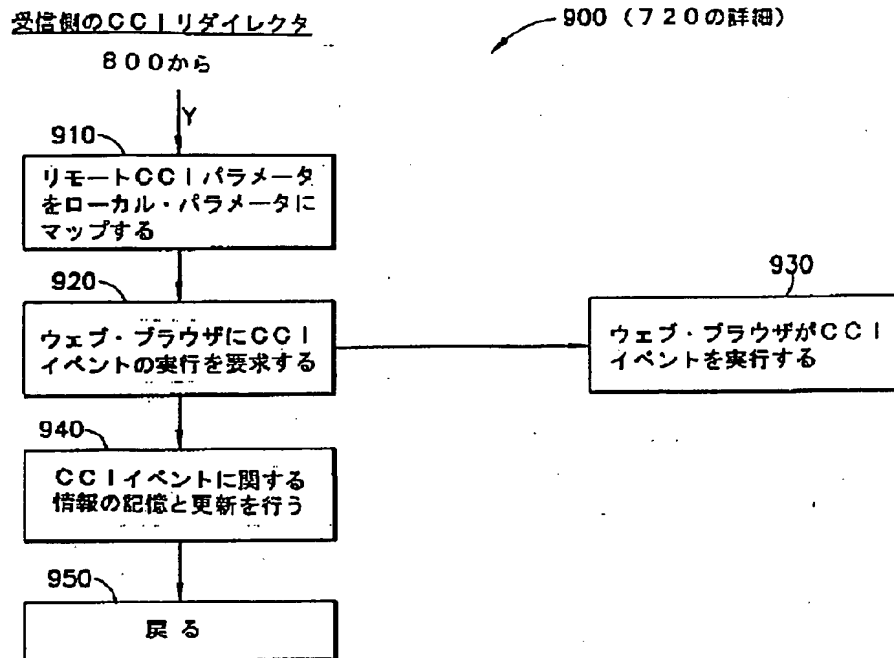 受信側のCCIリダイレクタ
900（720の詳細）
800から
Y
910
リモートCCIパラメータ
をローカル・パラメータに
マップする
920
ウェブ・ブラウザにCCI
イベントの実行を要求する
930
ウェブ・ブラウザがCCI
イベントを実行する
940
CCIイベントに関する
情報の記憶と更新を行う
950
戻る